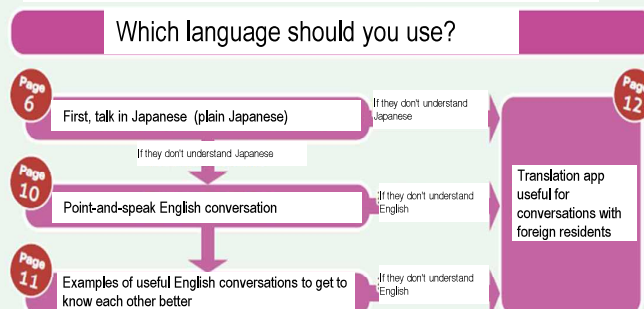 Which language should you use?
Page
6
First, talk in Japanese (plain Japanese)
If they don't understand
Japanese
Page
12
If they don't understand Japanese
Page
10
Point-and-speak English conversation
If they don't understand
English
Translation app
useful for
conversations with
foreign residents
Page
11
Examples of useful English conversations to get to
know each other better
If they don't understand
English